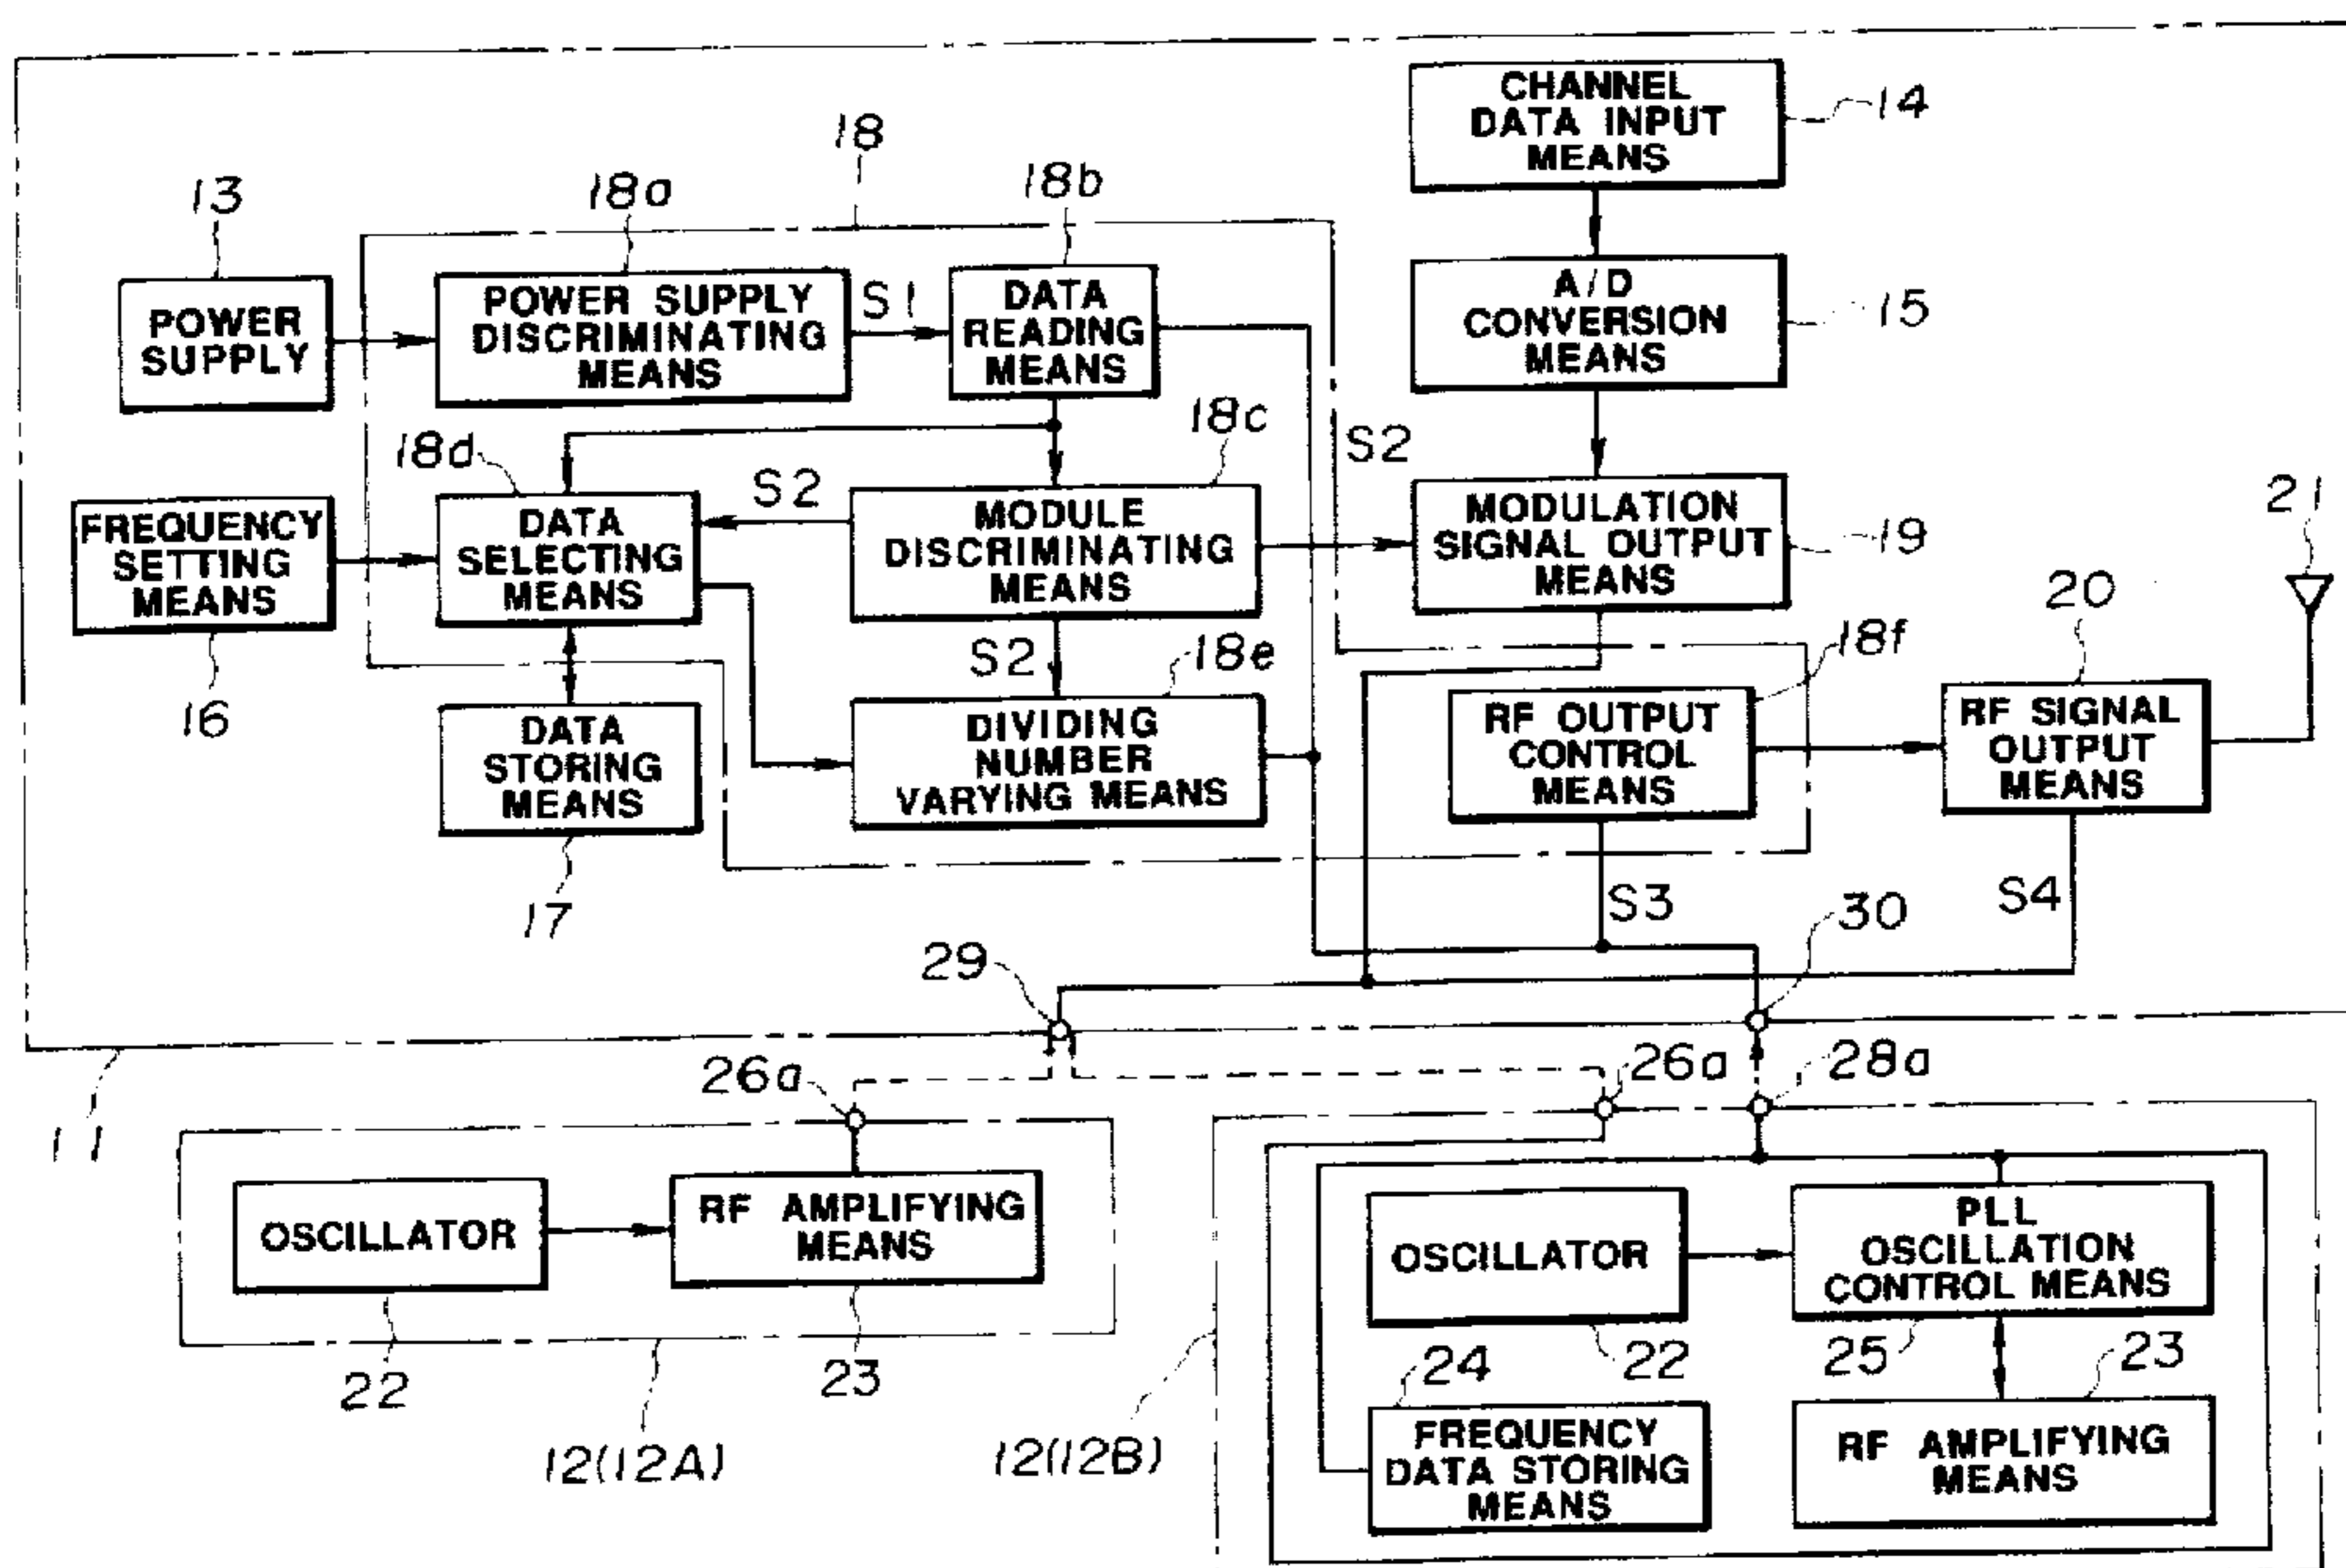 CHANNEL
DATA INPUT
MEANS
14
18
13
18a
18b
POWER
SUPPLY
POWER SUPPLY
DISCRIMINATING
MEANS
S1
DATA
READING
MEANS
A/D
CONVERSION
MEANS
15
18d
18c
S2
S2
FREQUENCY
SETTING
MEANS
DATA
SELECTING
MEANS
MODULE
DISCRIMINATING
MEANS
MODULATION
SIGNAL OUTPUT
MEANS
19
21
20
16
S2
18e
18f
DATA
STORING
MEANS
DIVIDING
NUMBER
VARYING MEANS
RF OUTPUT
CONTROL
MEANS
RF SIGNAL
OUTPUT
MEANS
17
S3
S4
30
29
26a
26a
28a
11
OSCILLATOR
RF AMPLIFYING
MEANS
OSCILLATOR
PLL
OSCILLATION
CONTROL MEANS
22
23
24
22
25
23
12(12A)
12(12B)
FREQUENCY
DATA STORING
MEANS
RF AMPLIFYING
MEANS